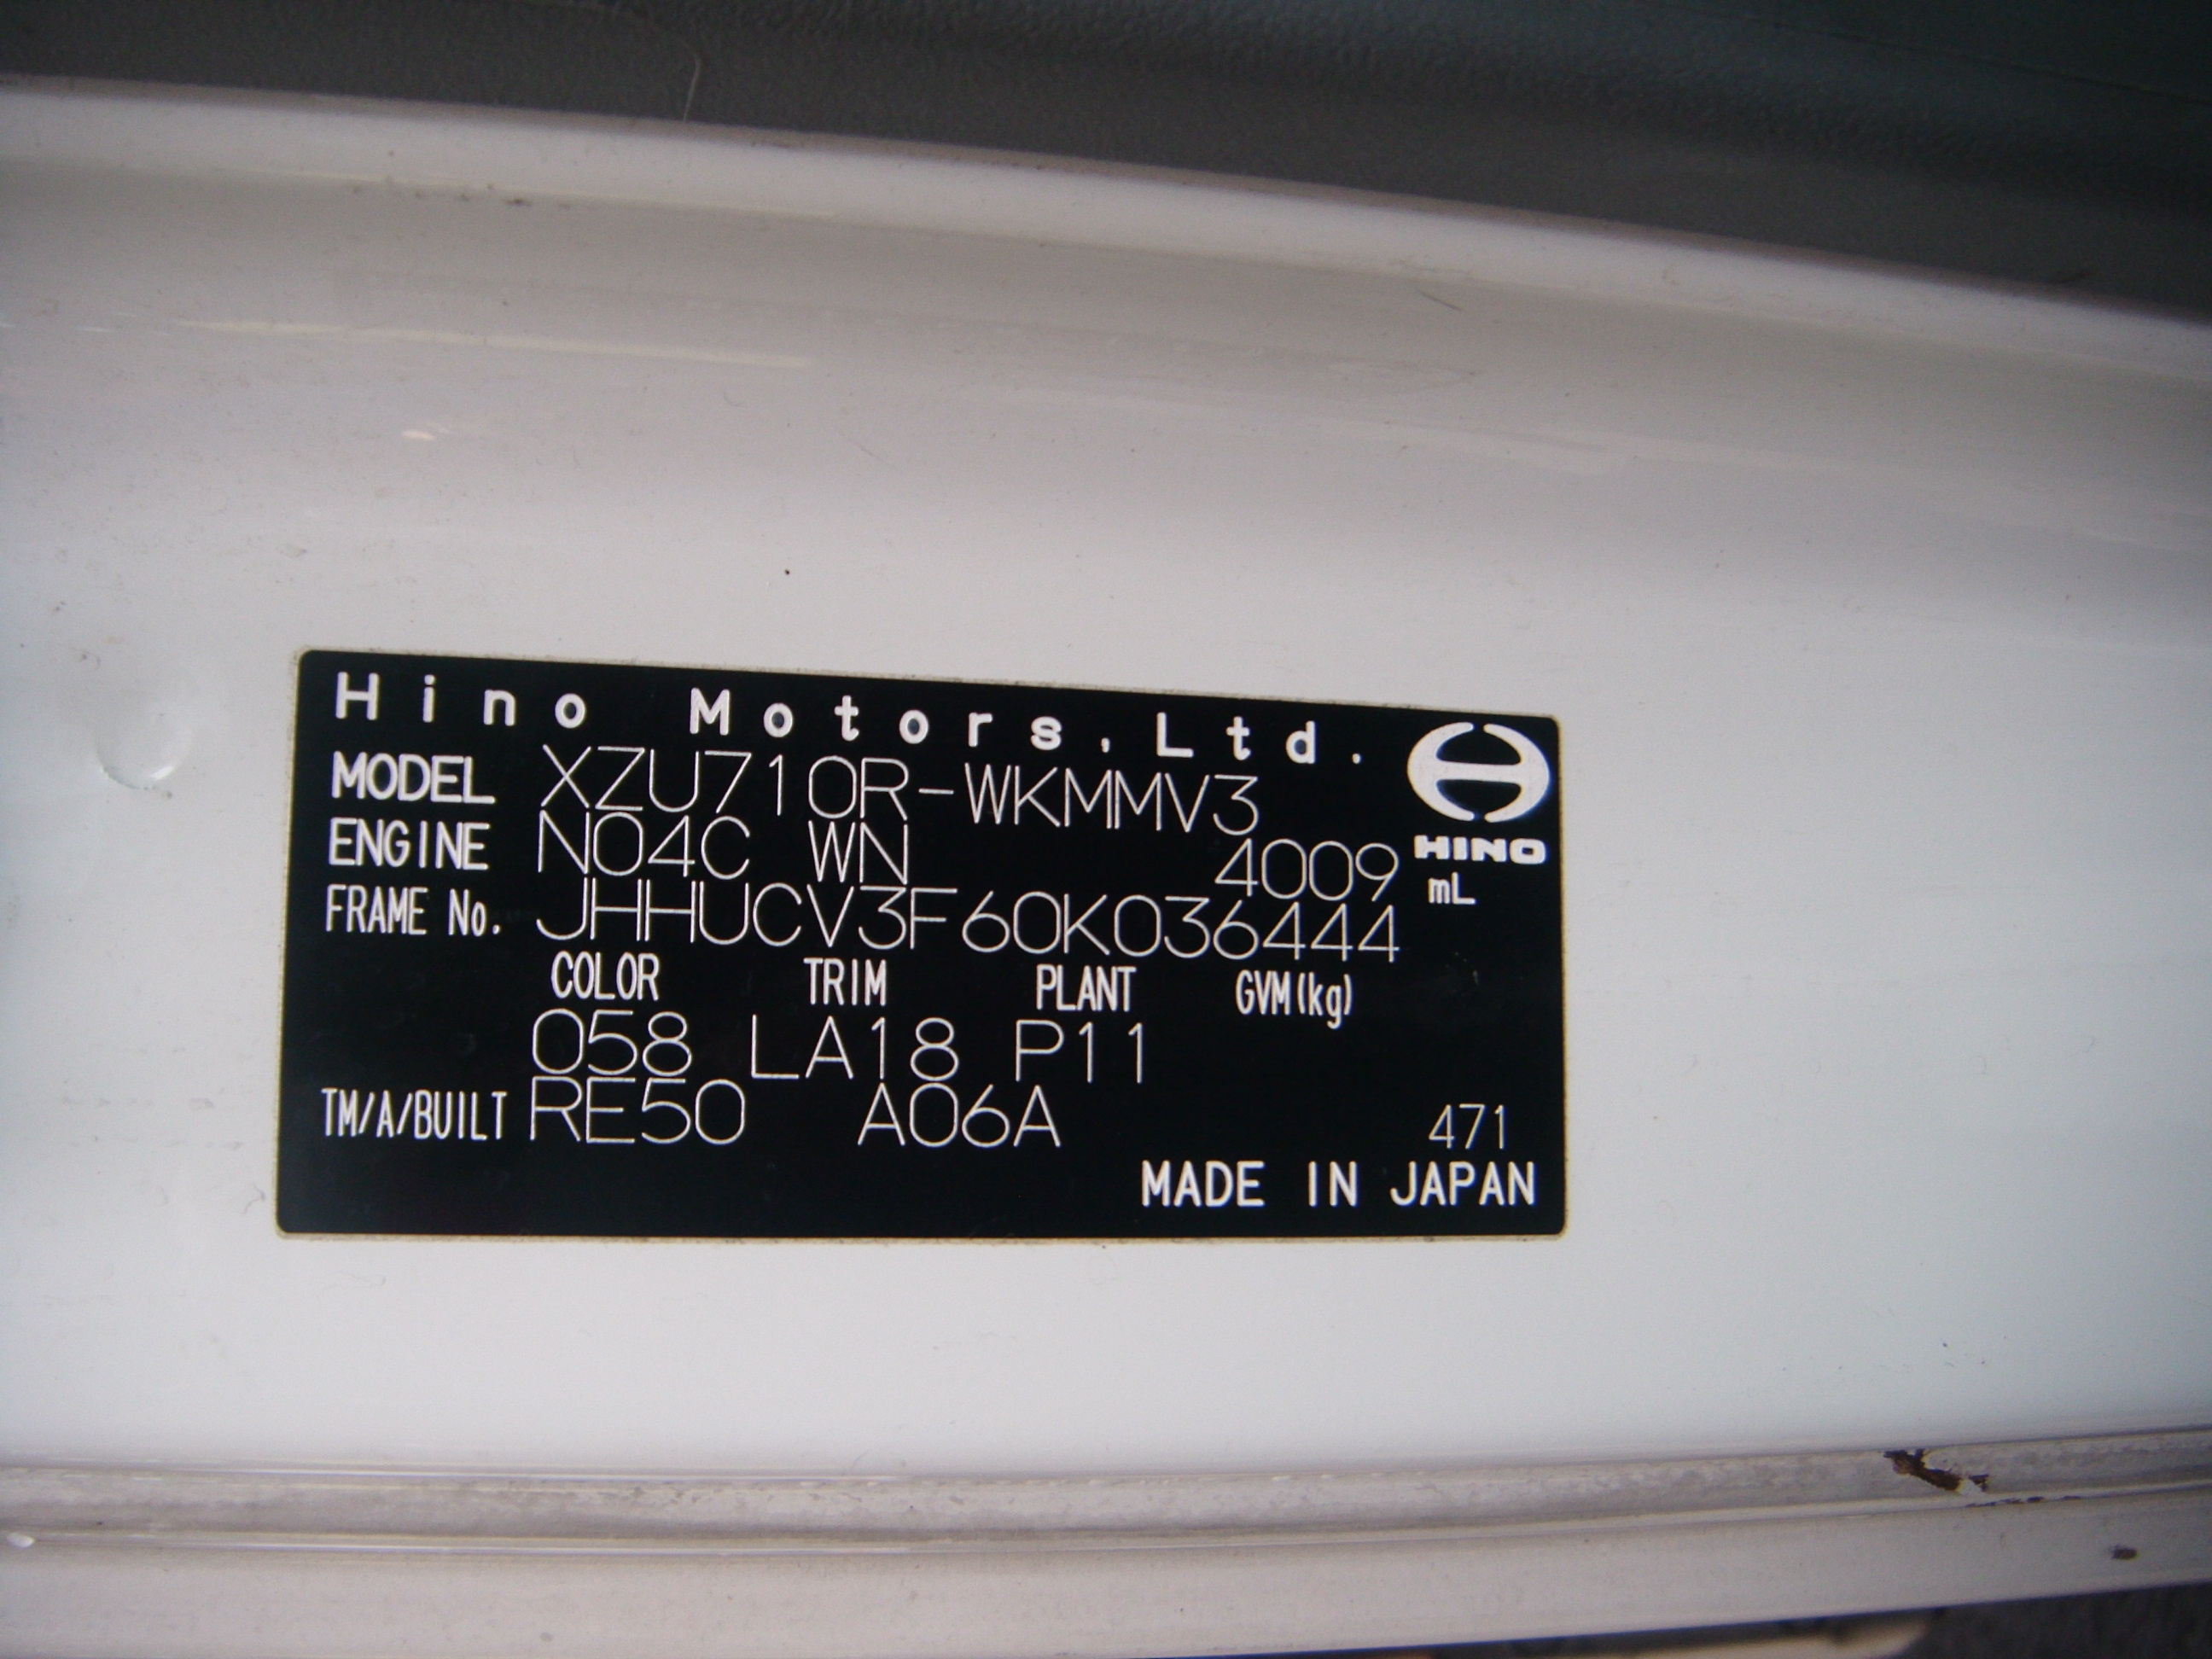 Hino Motors, Ltd.
MODEL XZU710R-WKMMV3
ENGINE N04C WN 4009 mL
HINO
FRAME No. JHHUCV3F60K036444
COLOR TRIM PLANT GVM(kg)
058 LA18 P11
TM/A/BUILT RE50 A06A 471
MADE IN JAPAN